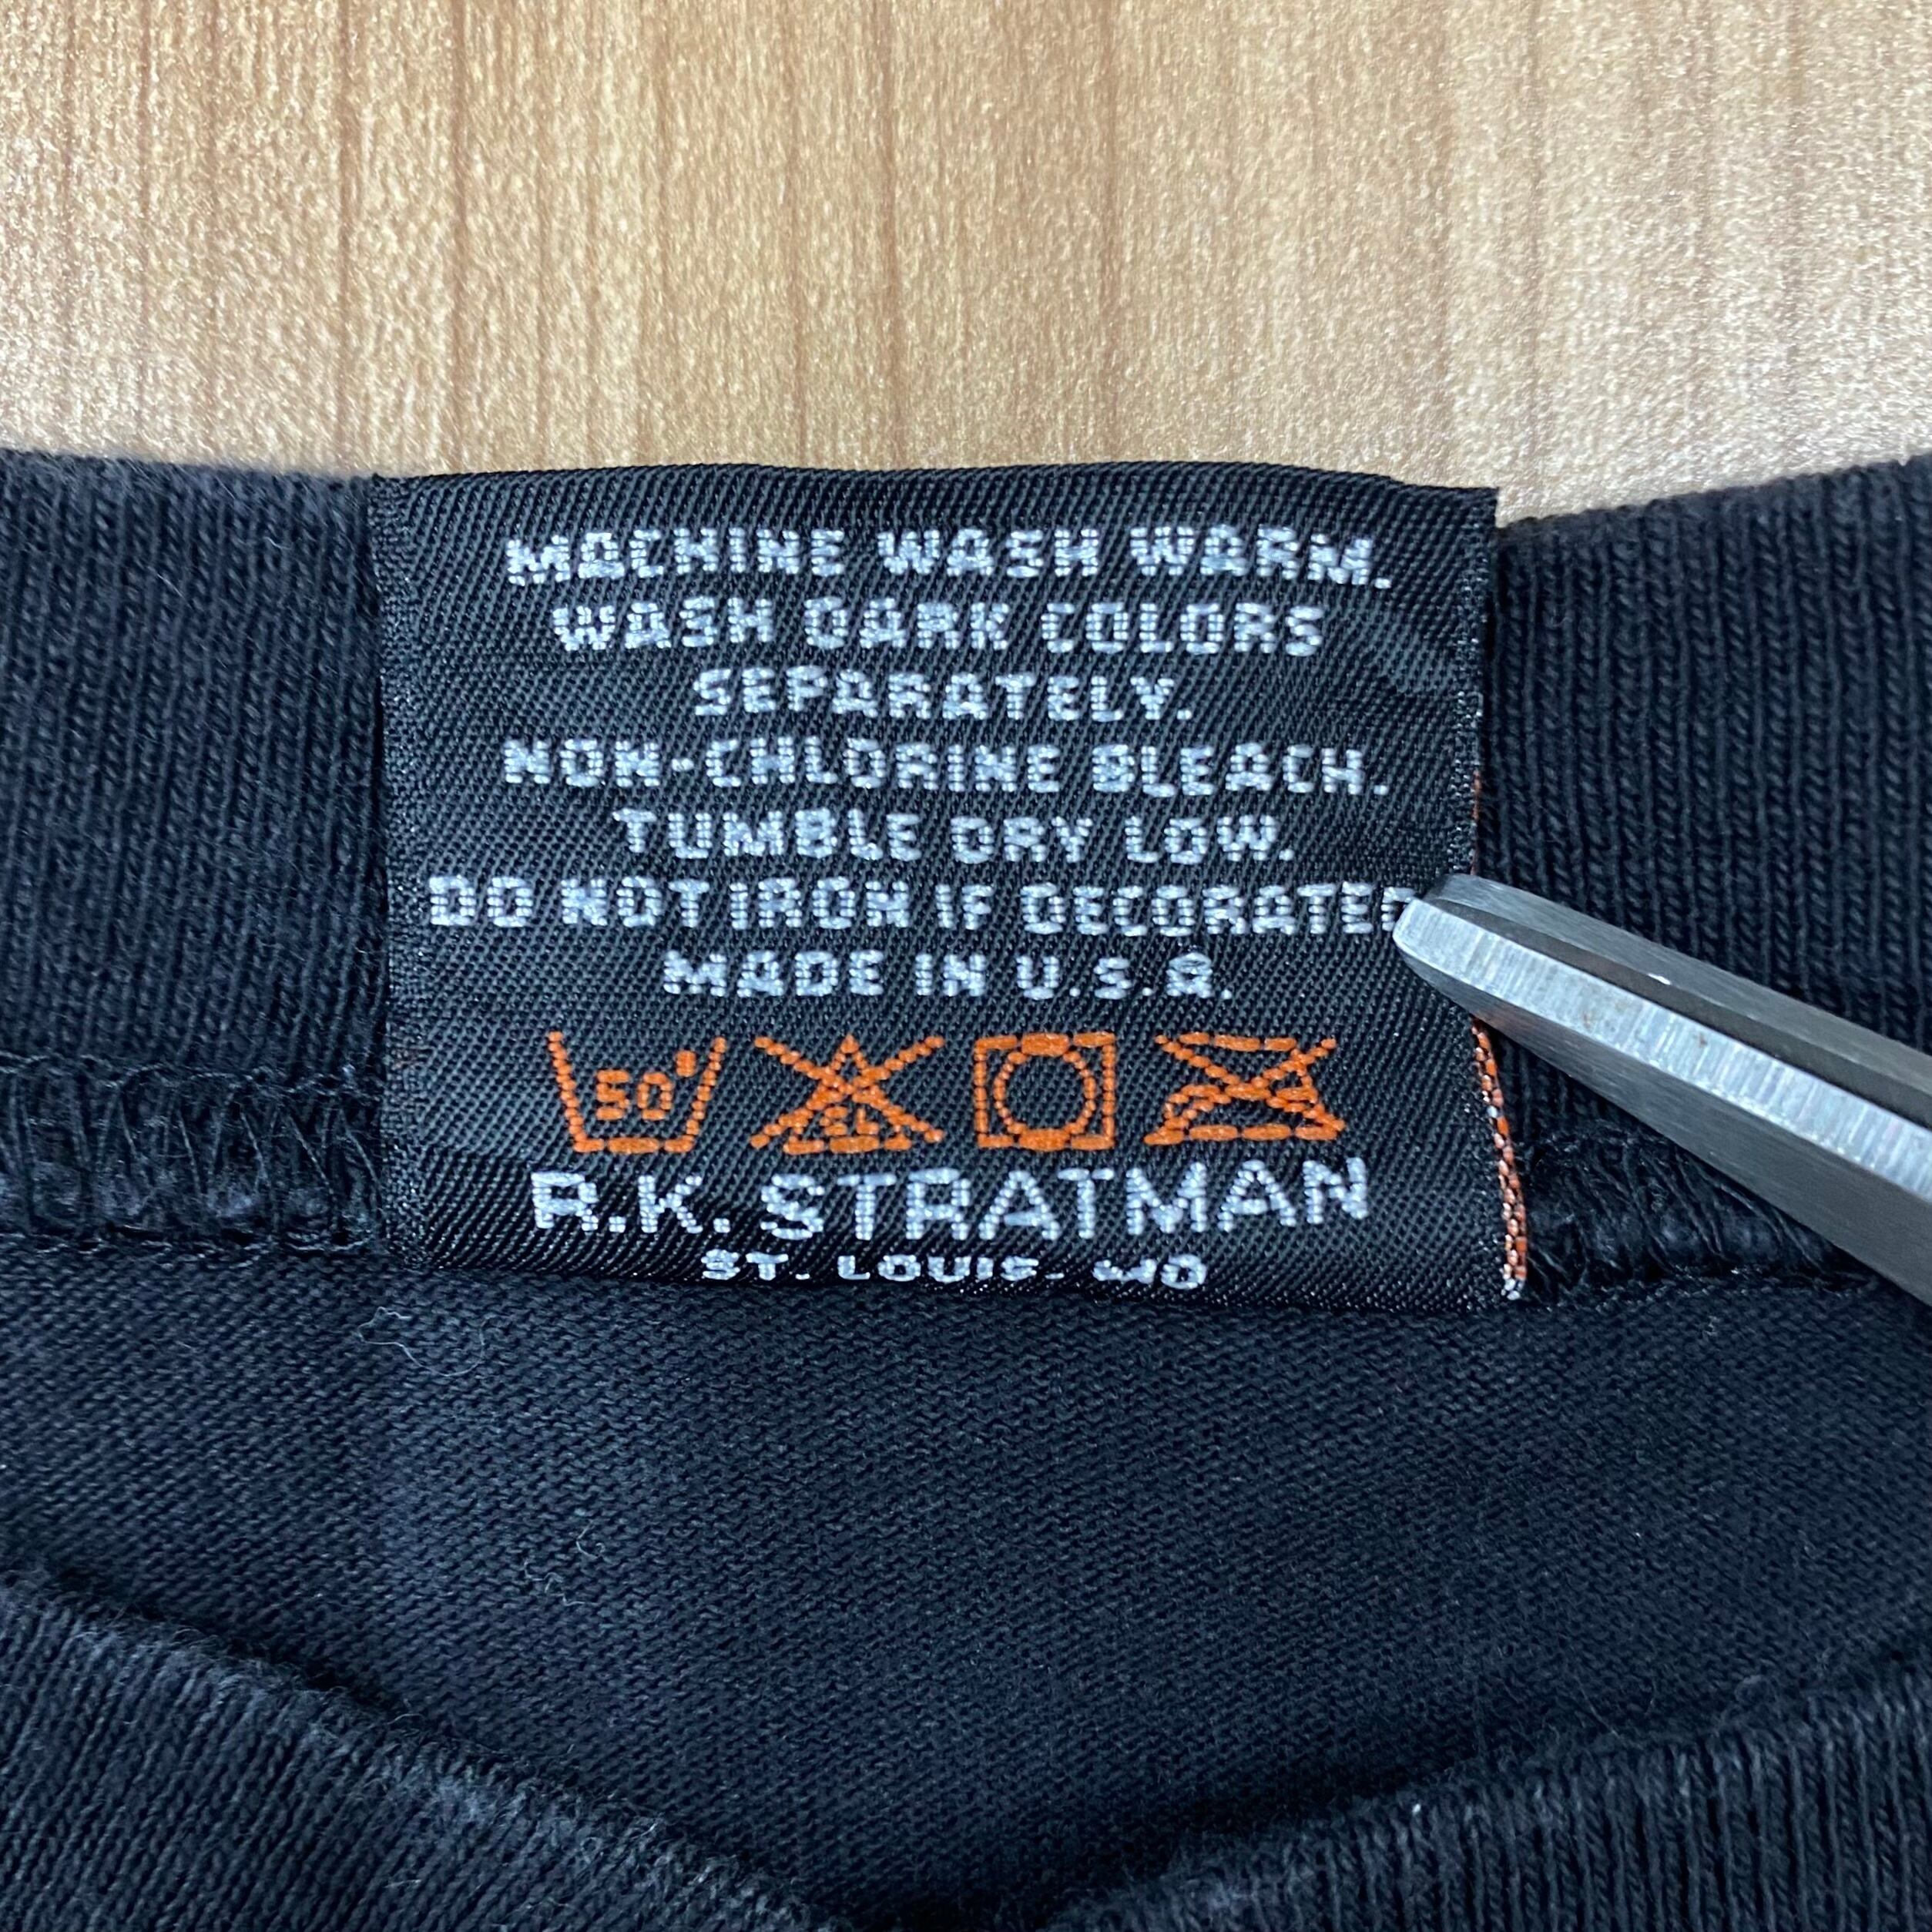 MACHINE WASH WARM.
WASH DARK COLORS
SEPARATELY.
NON-CHLORINE BLEACH.
TUMBLE DRY LOW.
DO NOT IRON IF DECORATED
MADE IN U.S.A.
50° CL
R.K. STRATMAN
ST. LOUIS. MO